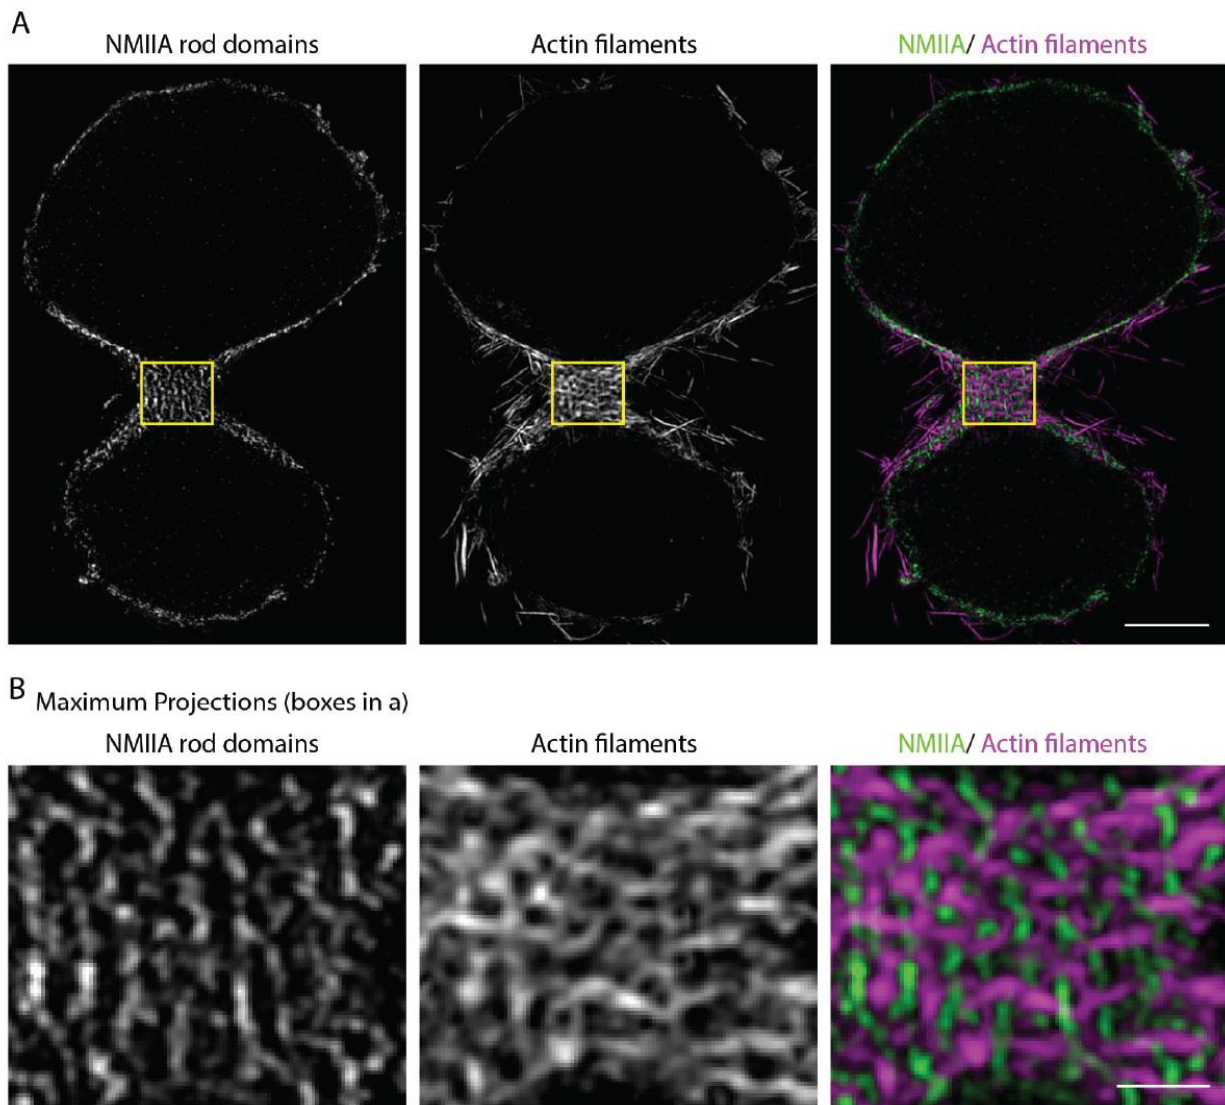 A
NMIIA rod domains
Actin filaments
NMIIA/ Actin filaments
B
Maximum Projections (boxes in a)
NMIIA rod domains
Actin filaments
NMIIA/ Actin filaments